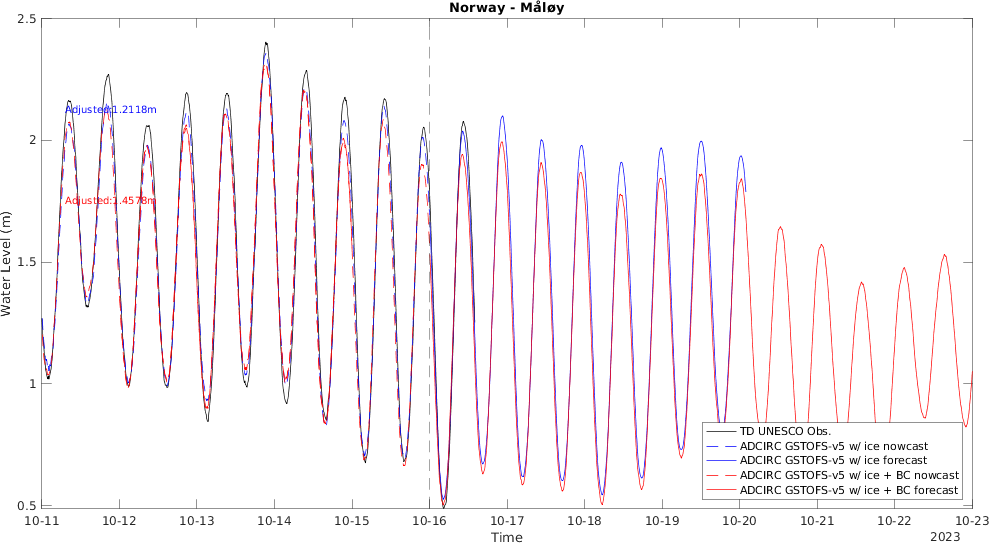 Norway - Måløy
2.5
2
1.5
1
0.5
Water Level (m)
Adjusted:1.2118m
Adjusted:1.4578m
TD UNESCO Obs.
ADCIRC GSTOFS-v5 w/ ice nowcast
ADCIRC GSTOFS-v5 w/ ice forecast
ADCIRC GSTOFS-v5 w/ ice + BC nowcast
ADCIRC GSTOFS-v5 w/ ice + BC forecast
10-11 10-12 10-13 10-14 10-15 10-16 10-17 10-18 10-19 10-20 10-21 10-22 10-23
Time
2023